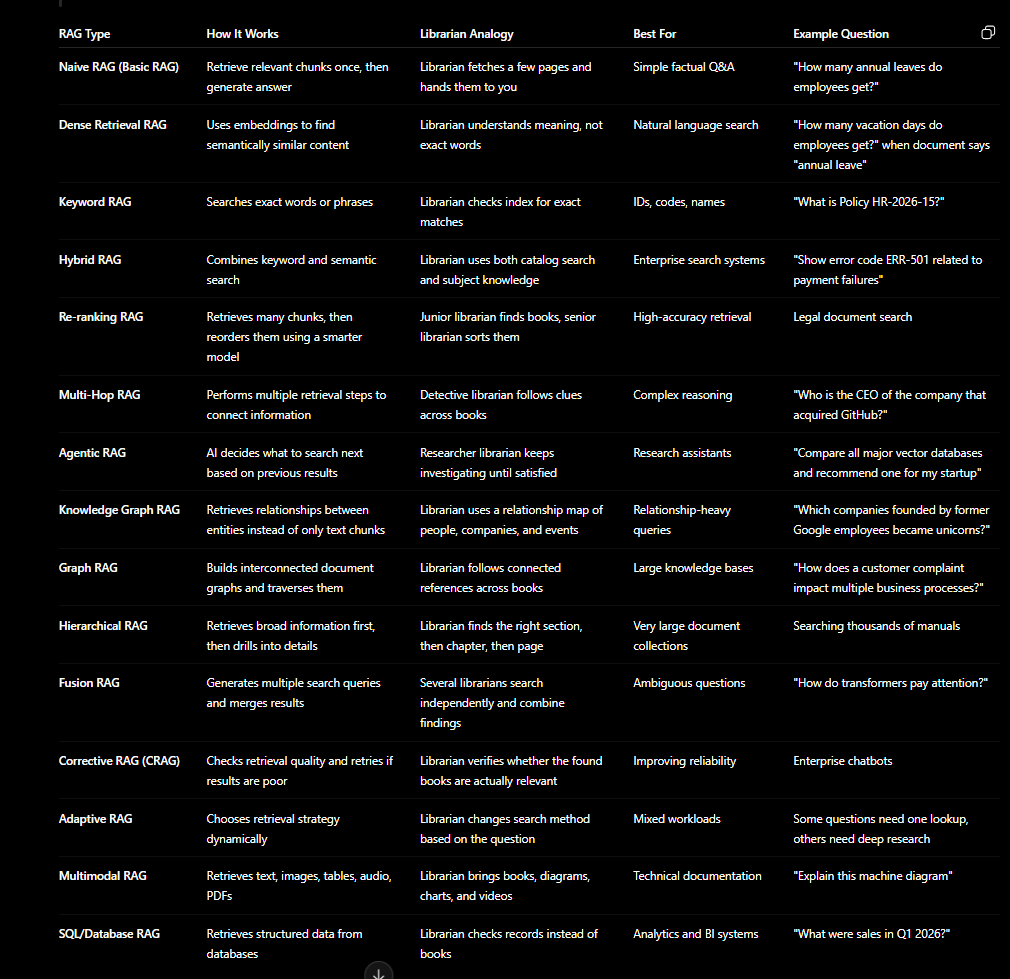 RAG Type How It Works Librarian Analogy Best For Example Question
Naive RAG (Basic RAG) Retrieve relevant chunks once, then Librarian fetches a few pages and Simple factual Q&A "How many annual leaves do
generate answer hands them to you employees get?"
Dense Retrieval RAG Uses embeddings to find Librarian understands meaning, not Natural language search "How many vacation days do
semantically similar content exact words employees get?" when document says
"annual leave"
Keyword RAG Searches exact words or phrases Librarian checks index for exact IDs, codes, names "What is Policy HR-2026-15?"
matches
Hybrid RAG Combines keyword and semantic Librarian uses both catalog search Enterprise search systems "Show error code ERR-501 related to
search and subject knowledge payment failures"
Re-ranking RAG Retrieves many chunks, then Junior librarian finds books, senior High-accuracy retrieval Legal document search
reorders them using a smarter librarian sorts them
model
Multi-Hop RAG Performs multiple retrieval steps to Detective librarian follows clues Complex reasoning "Who is the CEO of the company that
connect information across books acquired GitHub?"
Agentic RAG AI decides what to search next Researcher librarian keeps Research assistants "Compare all major vector databases
based on previous results investigating until satisfied and recommend one for my startup"
Knowledge Graph RAG Retrieves relationships between Librarian uses a relationship map of Relationship-heavy "Which companies founded by former
entities instead of only text chunks people, companies, and events queries Google employees became unicorns?"
Graph RAG Builds interconnected document Librarian follows connected Large knowledge bases "How does a customer complaint
graphs and traverses them references across books impact multiple business processes?"
Hierarchical RAG Retrieves broad information first, Librarian finds the right section, Very large document Searching thousands of manuals
then drills into details then chapter, then page collections
Fusion RAG Generates multiple search queries Several librarians search Ambiguous questions "How do transformers pay attention?"
and merges results independently and combine
findings
Corrective RAG (CRAG) Checks retrieval quality and retries if Librarian verifies whether the found Improving reliability Enterprise chatbots
results are poor books are actually relevant
Adaptive RAG Chooses retrieval strategy Librarian changes search method Mixed workloads Some questions need one lookup,
dynamically based on the question others need deep research
Multimodal RAG Retrieves text, images, tables, audio, Librarian brings books, diagrams, Technical documentation "Explain this machine diagram"
PDFs charts, and videos
SQL/Database RAG Retrieves structured data from Librarian checks records instead of Analytics and BI systems "What were sales in Q1 2026?"
databases books